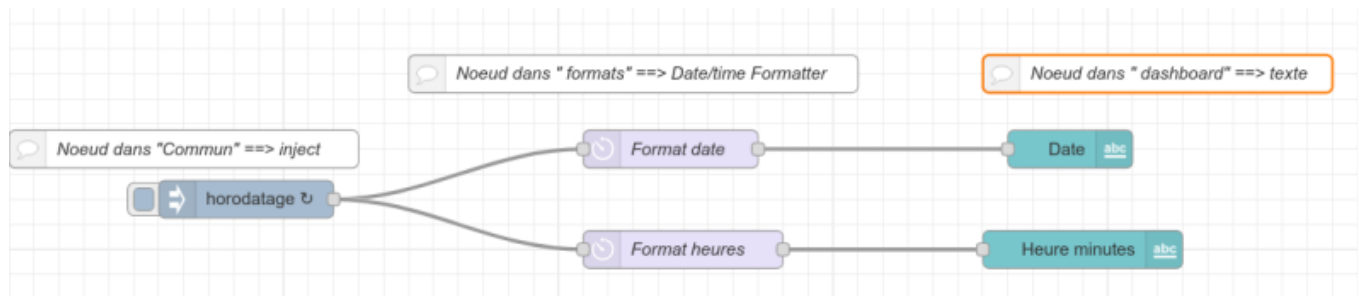 Noeud dans " formats" ==> Date/time Formatter
Noeud dans " dashboard" ==> texte
Noeud dans "Commun" ==> inject
Format date
Date abc
horodatage ↻
Format heures
Heure minutes abc